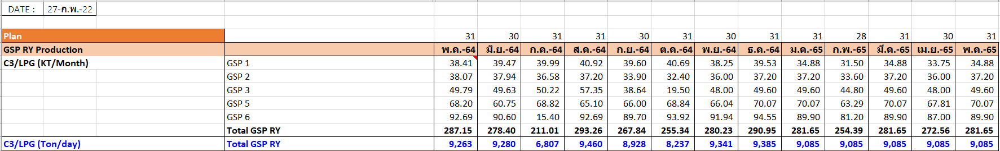 DATE : 27-ก.พ.-22
Plan 31 30 31 31 30 31 30 31 31 28 31 30 31
GSP RY Production พ.ค.-64 มิ.ย.-64 ก.ค.-64 ส.ค.-64 ก.ย.-64 ต.ค.-64 พ.ย.-64 ธ.ค.-64 ม.ค.-65 ก.พ.-65 มี.ค.-65 เม.ย.-65 พ.ค.-65
C3/LPG (KT/Month) GSP 1 38.41 39.47 39.99 40.92 39.60 40.69 38.25 39.53 34.88 31.50 34.88 33.75 34.88
GSP 2 38.07 37.94 36.58 37.20 33.90 32.40 36.00 37.20 37.20 33.60 37.20 36.00 37.20
GSP 3 49.79 49.63 50.22 57.35 38.64 19.50 48.00 49.60 49.60 44.80 49.60 48.00 49.60
GSP 5 68.20 60.75 68.82 65.10 66.00 68.84 66.04 70.07 70.07 63.29 70.07 67.81 70.07
GSP 6 92.69 90.60 15.40 92.69 89.70 93.92 91.94 94.55 89.90 81.20 89.90 87.00 89.90
Total GSP RY 287.15 278.40 211.01 293.26 267.84 255.34 280.23 290.95 281.65 254.39 281.65 272.56 281.65
C3/LPG (Ton/day) Total GSP RY 9,263 9,280 6,807 9,460 8,928 8,237 9,341 9,385 9,085 9,085 9,085 9,085 9,085